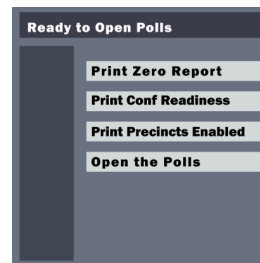 Ready to Open Polls
Print Zero Report
Print Conf Readiness
Print Precincts Enabled
Open the Polls